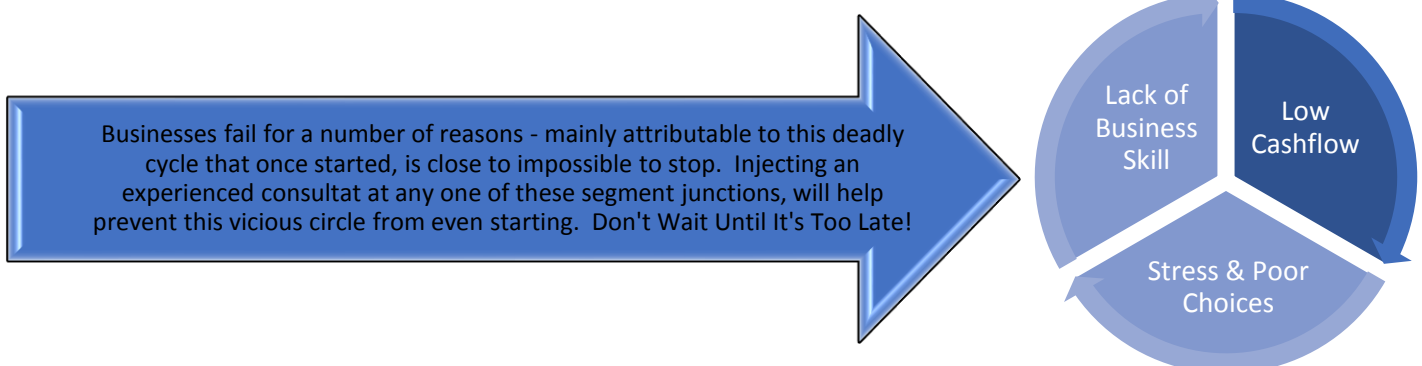 Businesses fail for a number of reasons - mainly attributable to this deadly
cycle that once started, is close to impossible to stop.  Injecting an
experienced consultat at any one of these segment junctions, will help
prevent this vicious circle from even starting.  Don't Wait Until It's Too Late!
Lack of
Business
Skill
Low
Cashflow
Stress & Poor
Choices